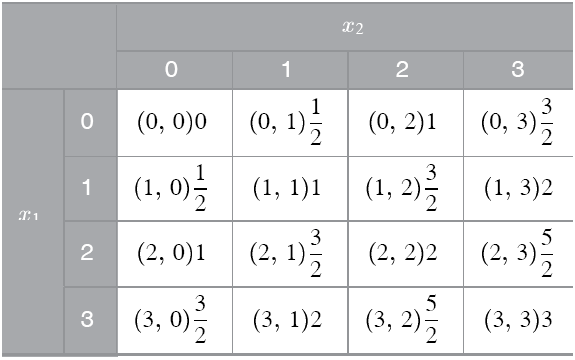 x₂
0 1 2 3
0 (0, 0)0 (0, 1)1/2 (0, 2)1 (0, 3)3/2
1 (1, 0)1/2 (1, 1)1 (1, 2)3/2 (1, 3)2
x₁
2 (2, 0)1 (2, 1)3/2 (2, 2)2 (2, 3)5/2
3 (3, 0)3/2 (3, 1)2 (3, 2)5/2 (3, 3)3